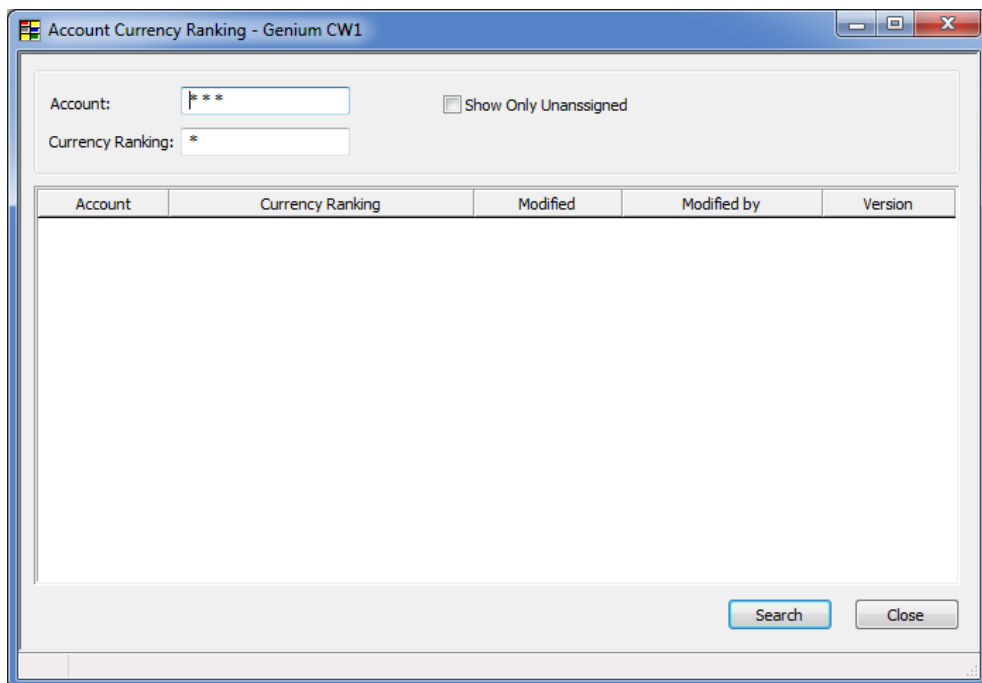 Account Currency Ranking - Genium CW1
Account: * * *
Show Only Unanssigned
Currency Ranking: *
Account Currency Ranking Modified Modified by Version
Search Close